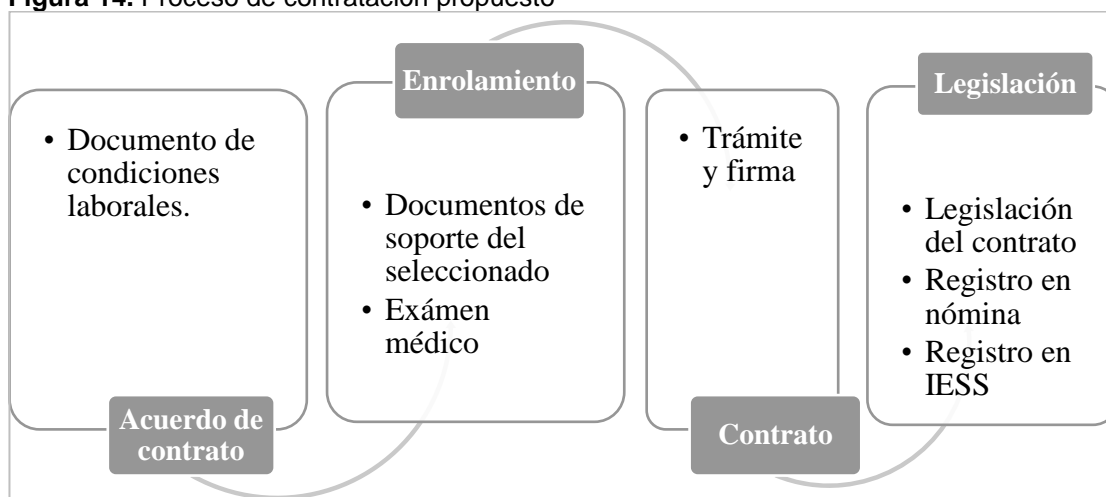 Figura 14. Proceso de contratación propuesto
• Documento de
condiciones
laborales.
Acuerdo de
contrato
Enrolamiento
• Documentos de
soporte del
seleccionado
• Exámen
médico
• Trámite
y firma
Contrato
Legislación
• Legislación
del contrato
• Registro en
nómina
• Registro en
IESS